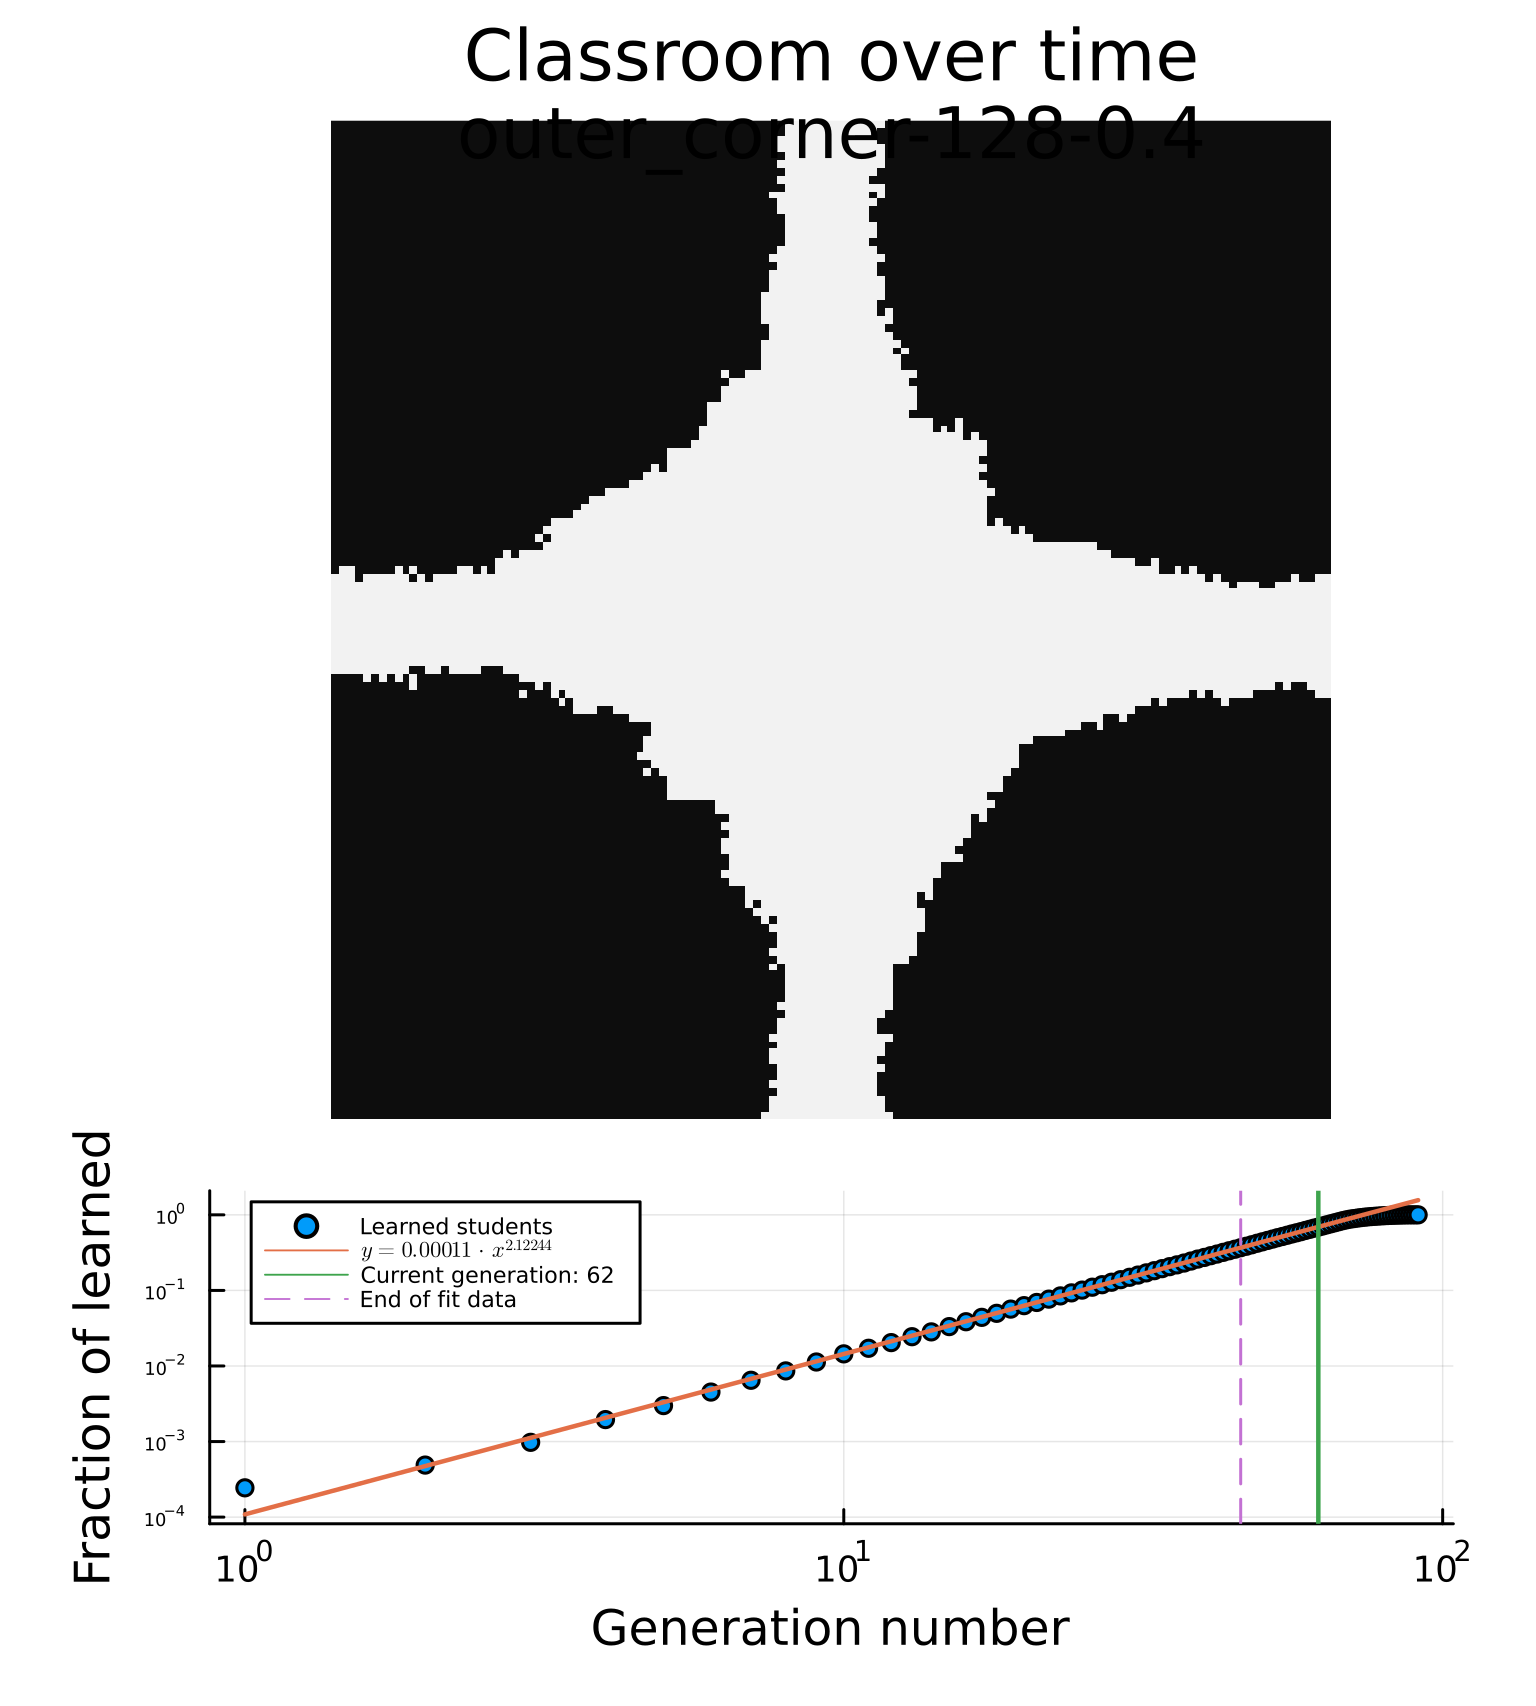 Classroom over time
outer_corner-128-0.4
Fraction of learned
10^0
10^−1
10^−2
10^−3
10^−4
Learned students
y = 0.00011 · x^2.12244
Current generation: 62
End of fit data
10^0 10^1 10^2
Generation number